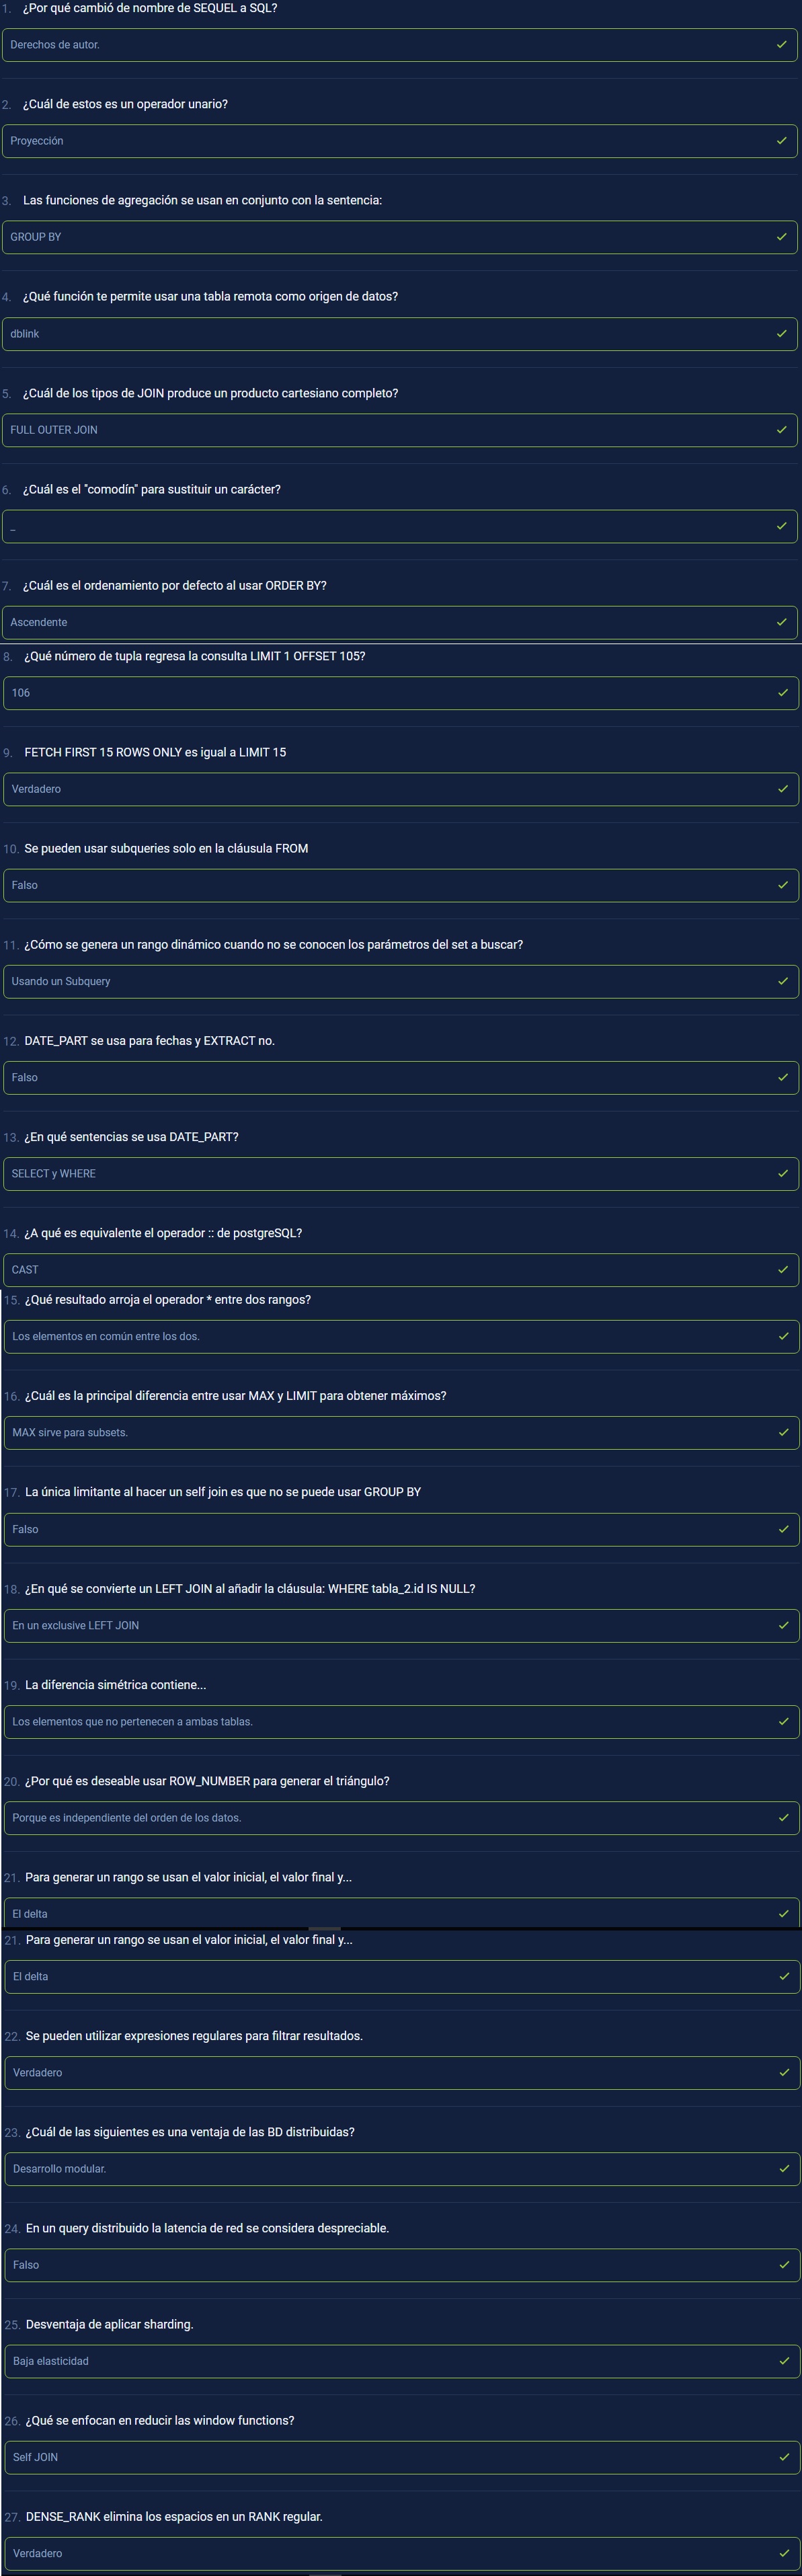 1. ¿Por qué cambió de nombre de SEQUEL a SQL?
Derechos de autor.
2. ¿Cuál de estos es un operador unario?
Proyección
3. Las funciones de agregación se usan en conjunto con la sentencia:
GROUP BY
4. ¿Qué función te permite usar una tabla remota como origen de datos?
dblink
5. ¿Cuál de los tipos de JOIN produce un producto cartesiano completo?
FULL OUTER JOIN
6. ¿Cuál es el "comodín" para sustituir un carácter?
_
7. ¿Cuál es el ordenamiento por defecto al usar ORDER BY?
Ascendente
8. ¿Qué número de tupla regresa la consulta LIMIT 1 OFFSET 105?
106
9. FETCH FIRST 15 ROWS ONLY es igual a LIMIT 15
Verdadero
10. Se pueden usar subqueries solo en la cláusula FROM
Falso
11. ¿Cómo se genera un rango dinámico cuando no se conocen los parámetros del set a buscar?
Usando un Subquery
12. DATE_PART se usa para fechas y EXTRACT no.
Falso
13. ¿En qué sentencias se usa DATE_PART?
SELECT y WHERE
14. ¿A qué es equivalente el operador :: de postgreSQL?
CAST
15. ¿Qué resultado arroja el operador * entre dos rangos?
Los elementos en común entre los dos.
16. ¿Cuál es la principal diferencia entre usar MAX y LIMIT para obtener máximos?
MAX sirve para subsets.
17. La única limitante al hacer un self join es que no se puede usar GROUP BY
Falso
18. ¿En qué se convierte un LEFT JOIN al añadir la cláusula: WHERE tabla_2.id IS NULL?
En un exclusive LEFT JOIN
19. La diferencia simétrica contiene...
Los elementos que no pertenecen a ambas tablas.
20. ¿Por qué es deseable usar ROW_NUMBER para generar el triángulo?
Porque es independiente del orden de los datos.
21. Para generar un rango se usan el valor inicial, el valor final y...
El delta
21. Para generar un rango se usan el valor inicial, el valor final y...
El delta
22. Se pueden utilizar expresiones regulares para filtrar resultados.
Verdadero
23. ¿Cuál de las siguientes es una ventaja de las BD distribuidas?
Desarrollo modular.
24. En un query distribuido la latencia de red se considera despreciable.
Falso
25. Desventaja de aplicar sharding.
Baja elasticidad
26. ¿Qué se enfocan en reducir las window functions?
Self JOIN
27. DENSE_RANK elimina los espacios en un RANK regular.
Verdadero